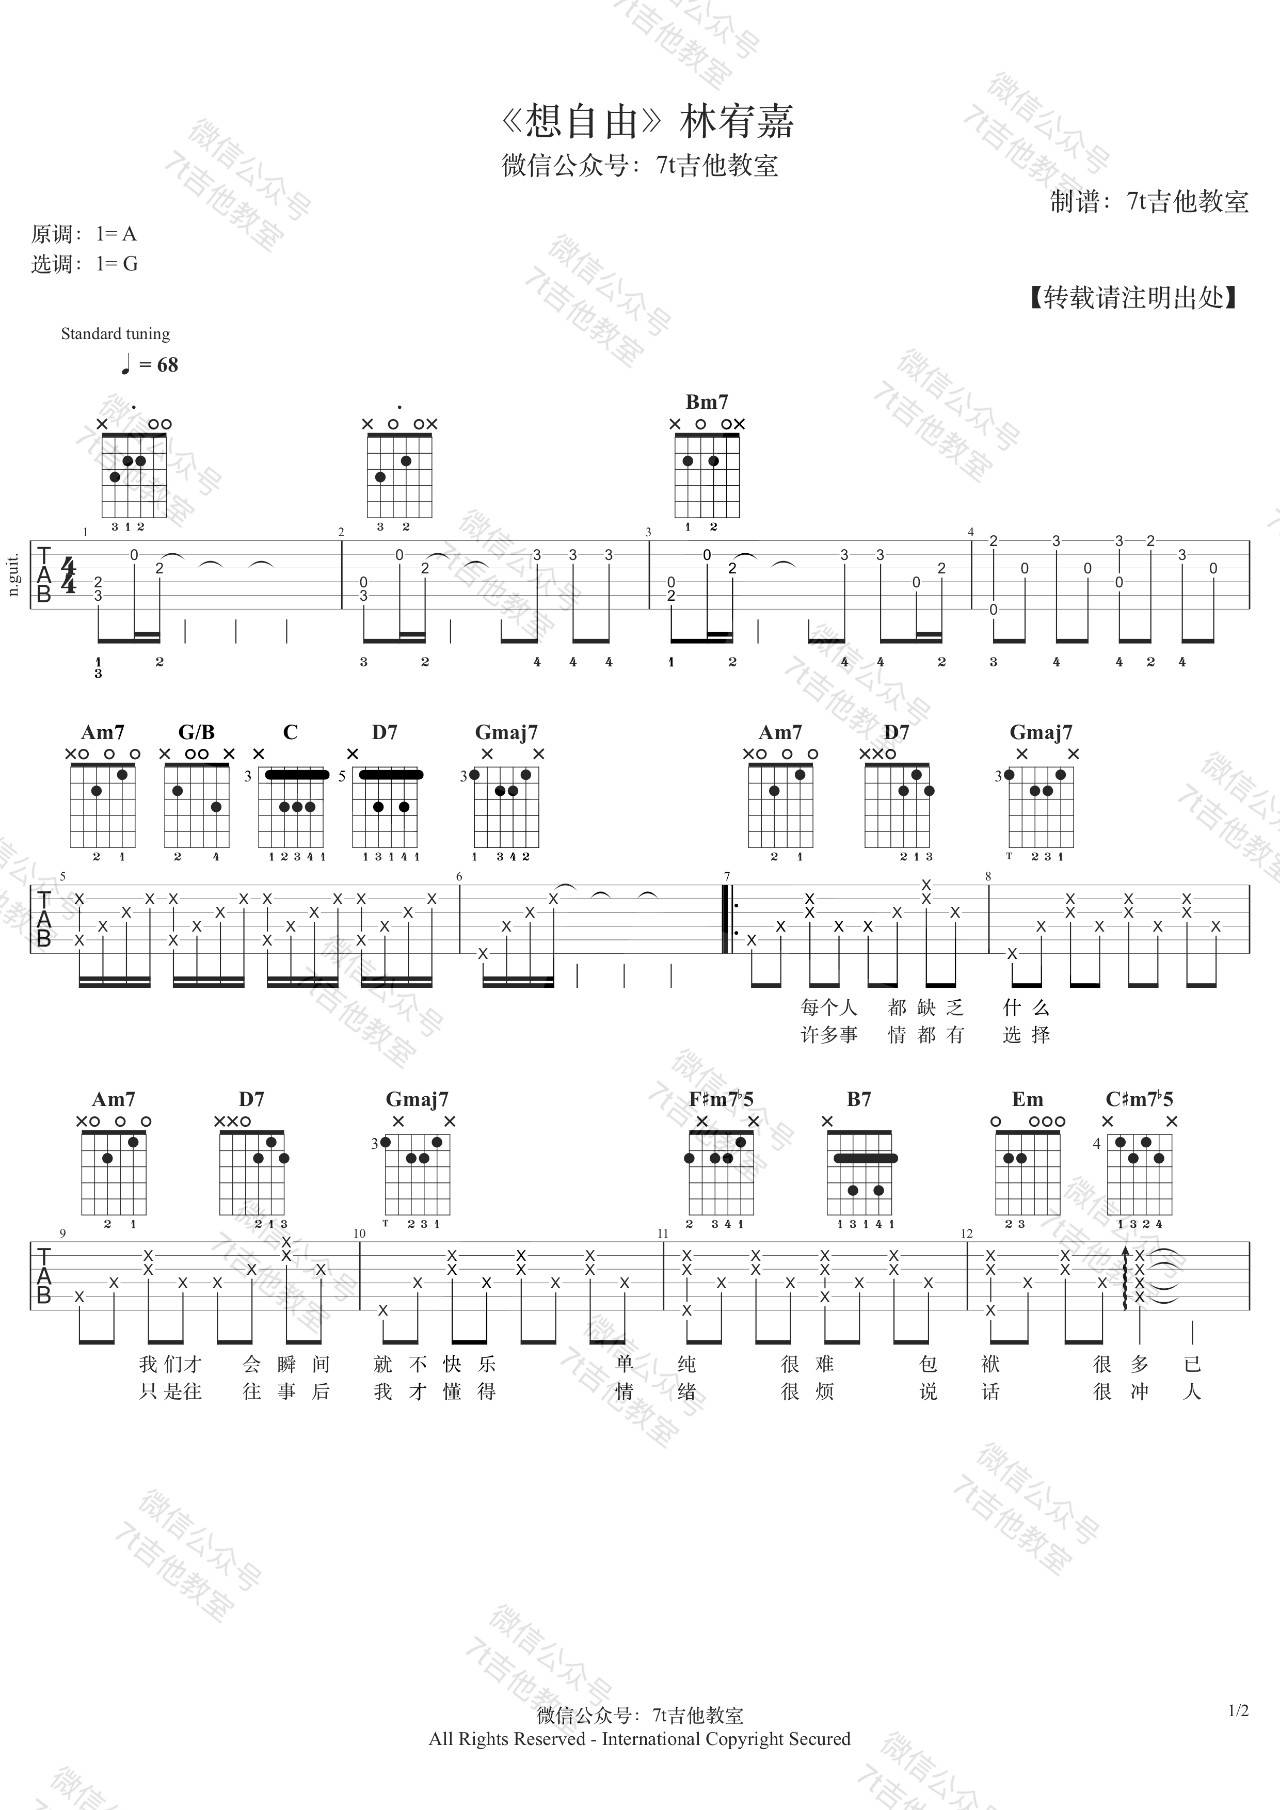 《想自由》林宥嘉
微信公众号：7t吉他教室
制谱：7t吉他教室
原调：1= A
选调：1= G
【转载请注明出处】
Standard tuning
♩ = 68
Bm7
n.guit.
Am7 G/B C D7 Gmaj7 Am7 D7 Gmaj7
每个人 都 缺 乏 什 么
许多事 情 都 有 选 择
Am7 D7 Gmaj7 F♯m7♭5 B7 Em C♯m7♭5
我 们才 会 瞬 间 就 不 快 乐 单 纯 很 难 包 袱 很 多 已
只 是往 往 事 后 我 才 懂 得 情 绪 很 烦 说 话 很 冲 人
微信公众号：7t吉他教室
1/2
All Rights Reserved - International Copyright Secured